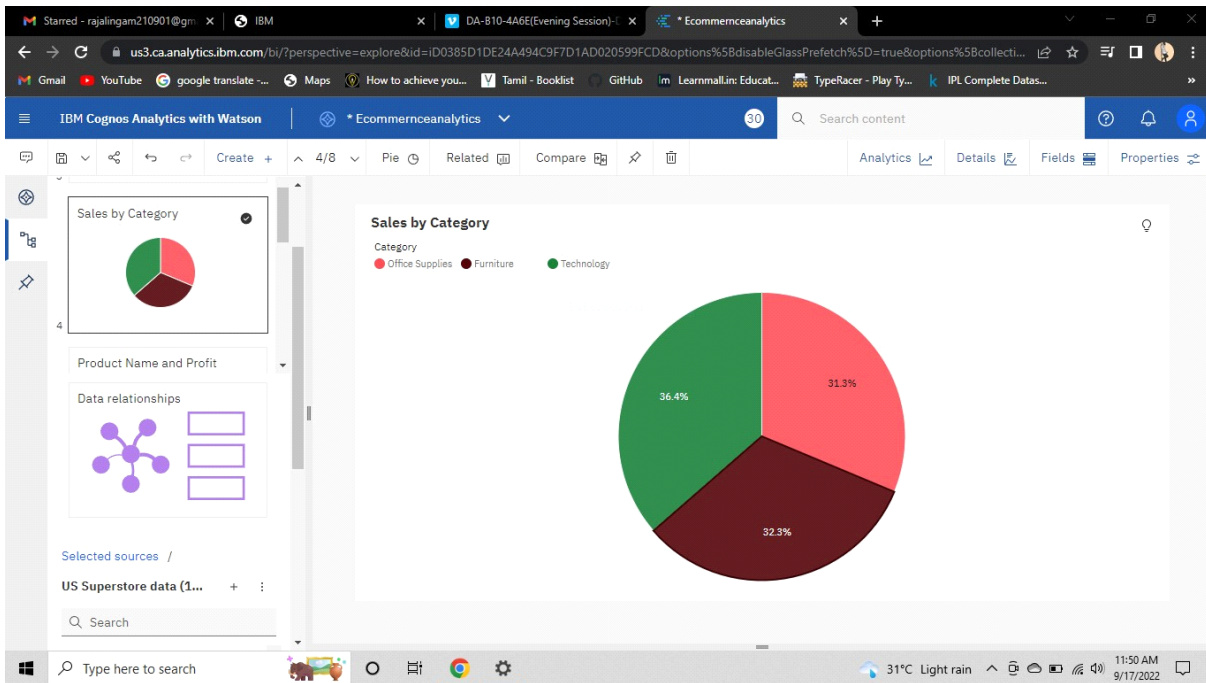 Starred - rajalingam210901@gm
IBM
DA-B10-4A6E(Evening Session)-D
* Ecommernceanalytics
us3.ca.analytics.ibm.com/bi/?perspective=explore&id=iD0385D1DE24A494C9F7D1AD020599FCD&options%5BdisableGlassPrefetch%5D=true&options%5Bcollecti...
Gmail YouTube google translate -... Maps How to achieve you... Tamil - Booklist GitHub Learnmall.in: Educat... TypeRacer - Play Ty... IPL Complete Datas... »
IBM Cognos Analytics with Watson
* Ecommernceanalytics
30
Search content
Create + 4/8 Pie Related Compare Analytics Details Fields Properties
Sales by Category
4
Product Name and Profit
Data relationships
Selected sources /
US Superstore data (1...
Search
Sales by Category
Category
Office Supplies Furniture Technology
31.3%
36.4%
32.3%
Type here to search
31°C Light rain
11:50 AM
9/17/2022